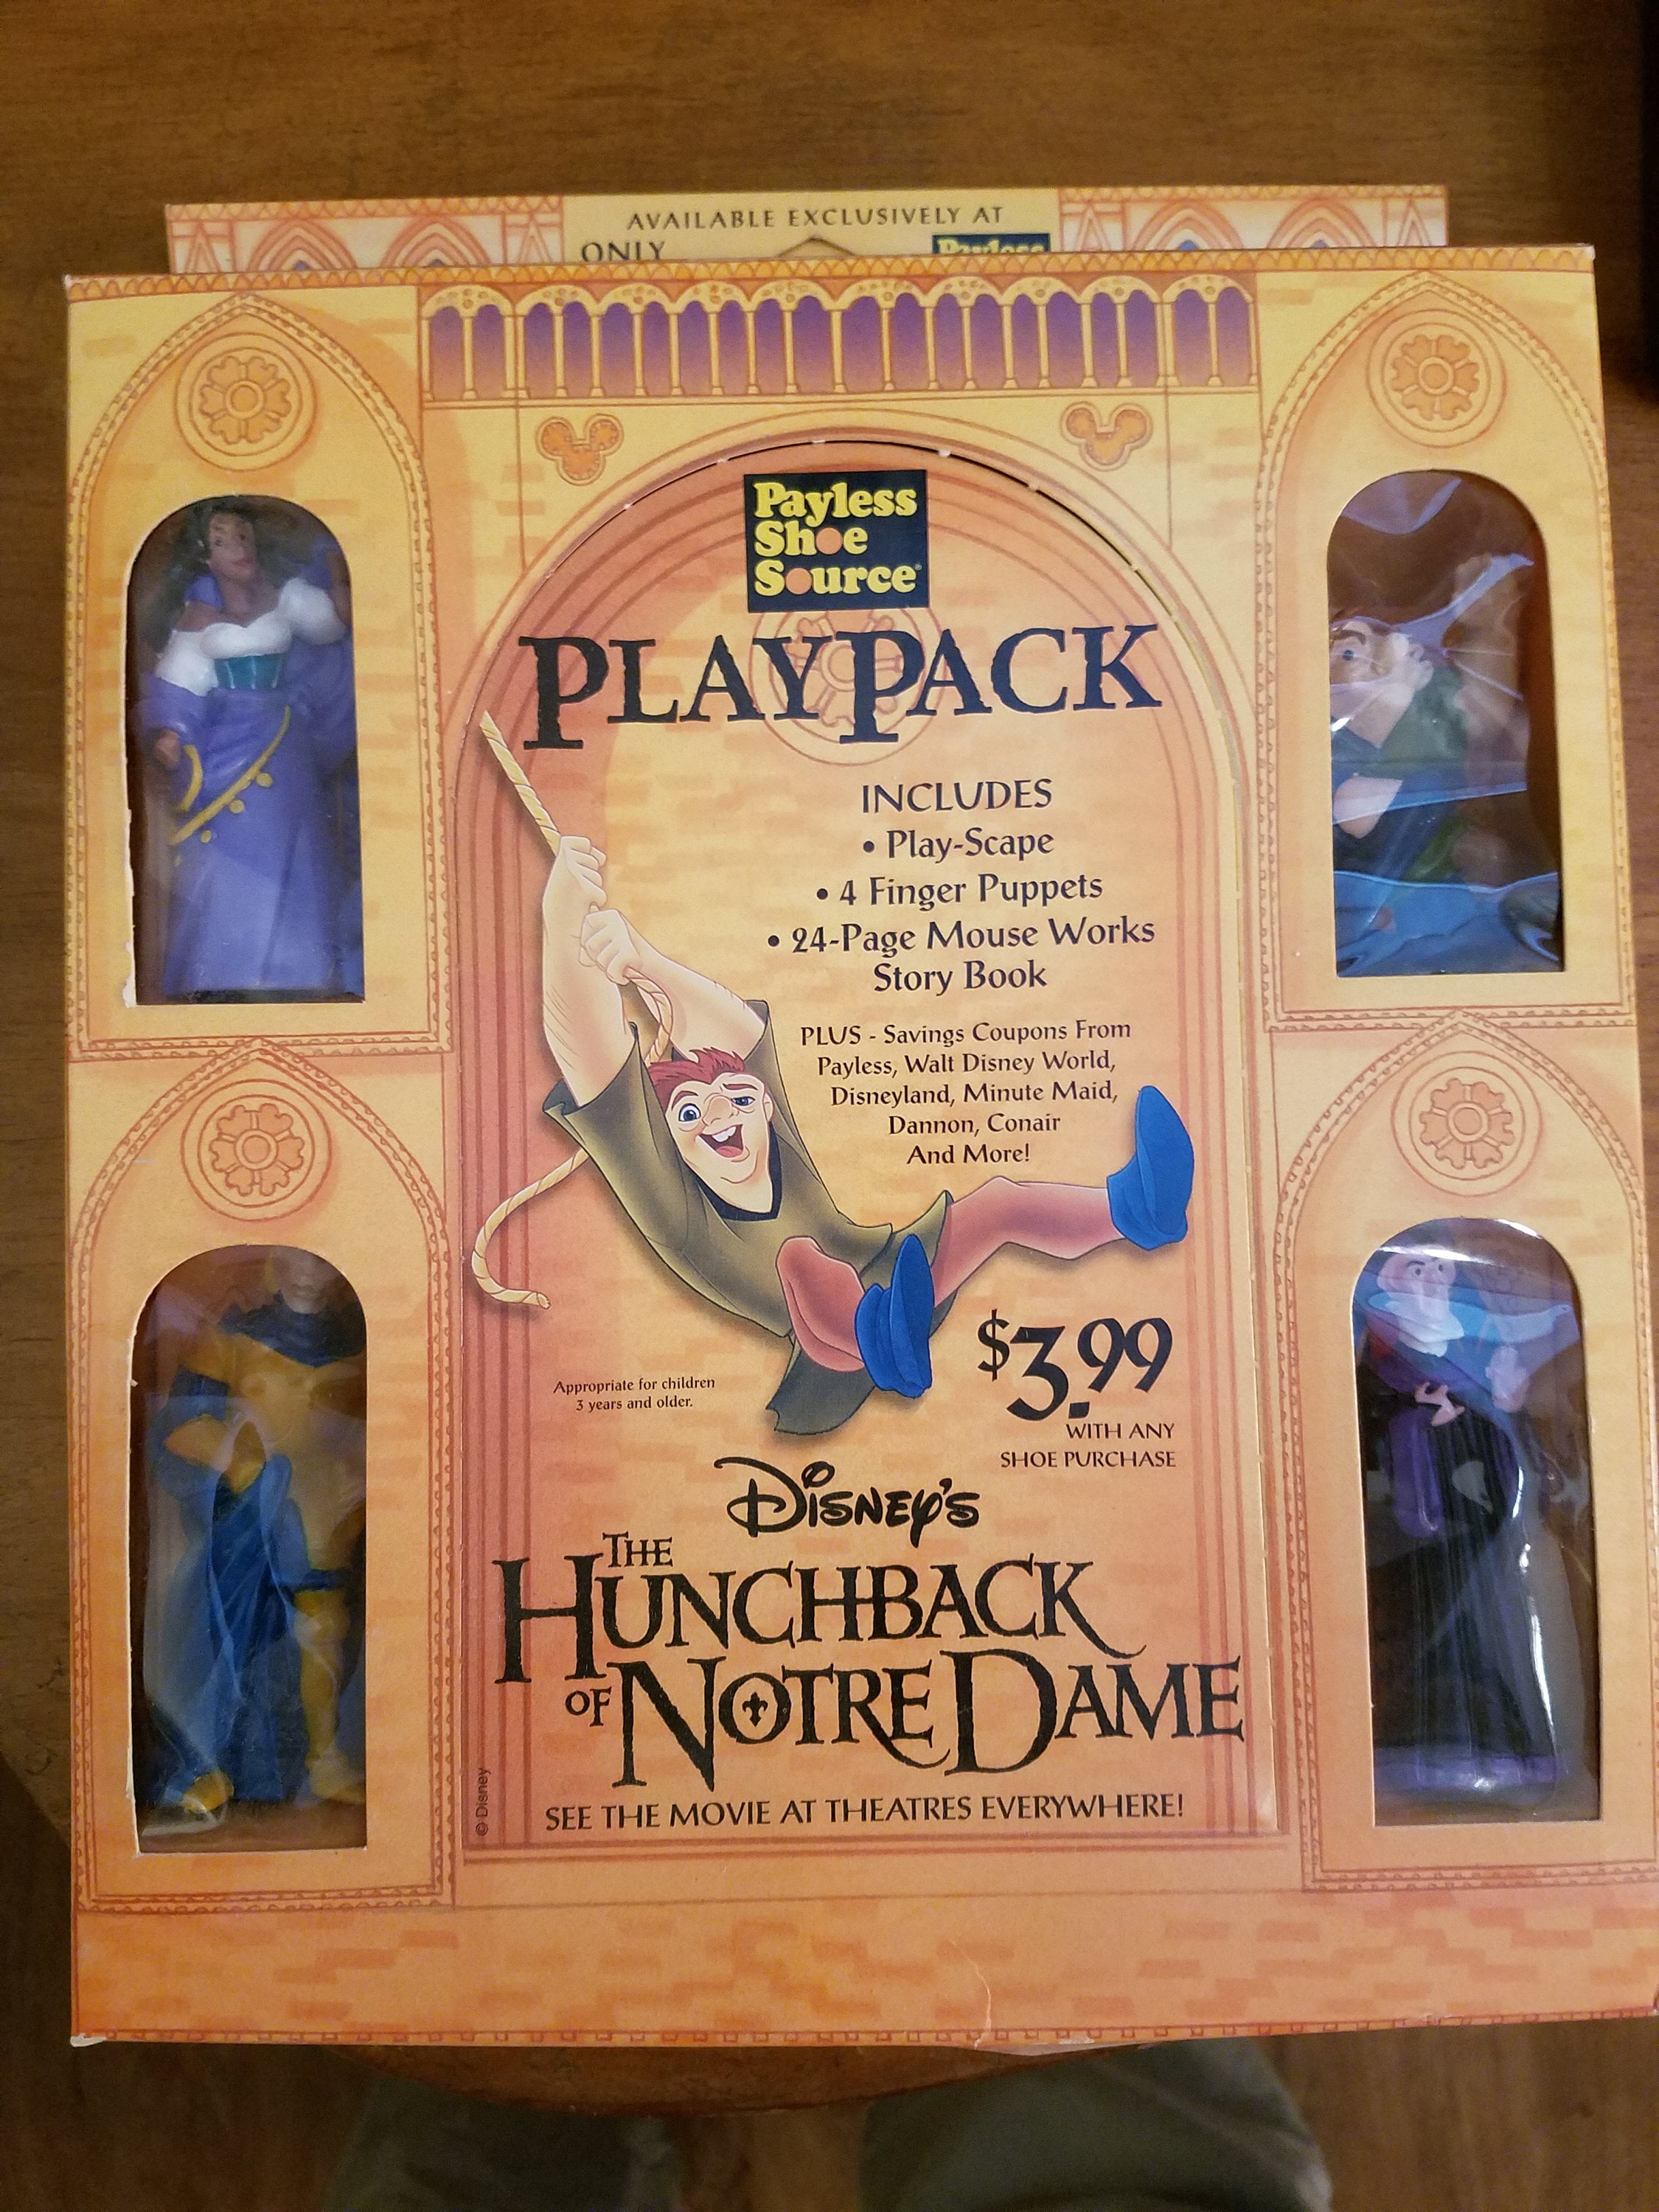 AVAILABLE EXCLUSIVELY AT
ONLY
Payless
Payless
Shoe
Source®
PLAYPACK
INCLUDES
• Play-Scape
• 4 Finger Puppets
• 24-Page Mouse Works
Story Book
PLUS - Savings Coupons From
Payless, Walt Disney World,
Disneyland, Minute Maid,
Dannon, Conair
And More!
$3.99
WITH ANY
SHOE PURCHASE
Appropriate for children
3 years and older.
DISNEY'S
THE
HUNCHBACK
OF NOTRE DAME
© Disney
SEE THE MOVIE AT THEATRES EVERYWHERE!